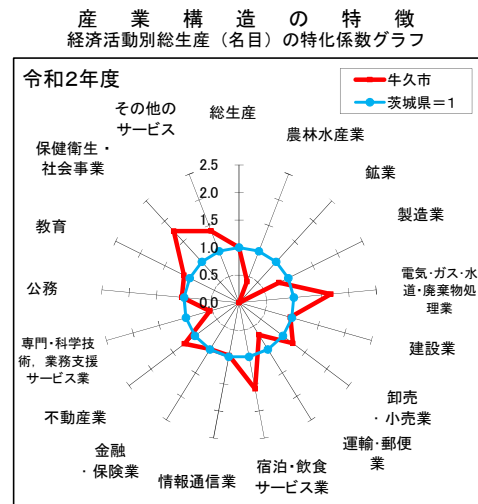 産業構造の特徴
経済活動別総生産（名目）の特化係数グラフ
令和2年度
牛久市
茨城県＝1
総生産
農林水産業
鉱業
製造業
電気・ガス・水
道・廃棄物処
理業
建設業
卸売
・小売業
運輸・郵便
業
宿泊・飲食
サービス業
情報通信業
金融
・保険業
不動産業
専門・科学技
術，業務支援
サービス業
公務
教育
保健衛生・
社会事業
その他の
サービス
2.5
2.0
1.5
1.0
0.5
0.0